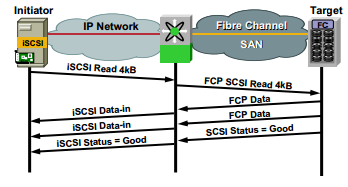 Initiator
IP Network
Fibre Channel
Target
iSCSI
SAN
FC
iSCSI Read 4kB
FCP SCSI Read 4kB
FCP Data
iSCSI Data-in
FCP Data
iSCSI Data-in
SCSI Status = Good
iSCSI Status = Good